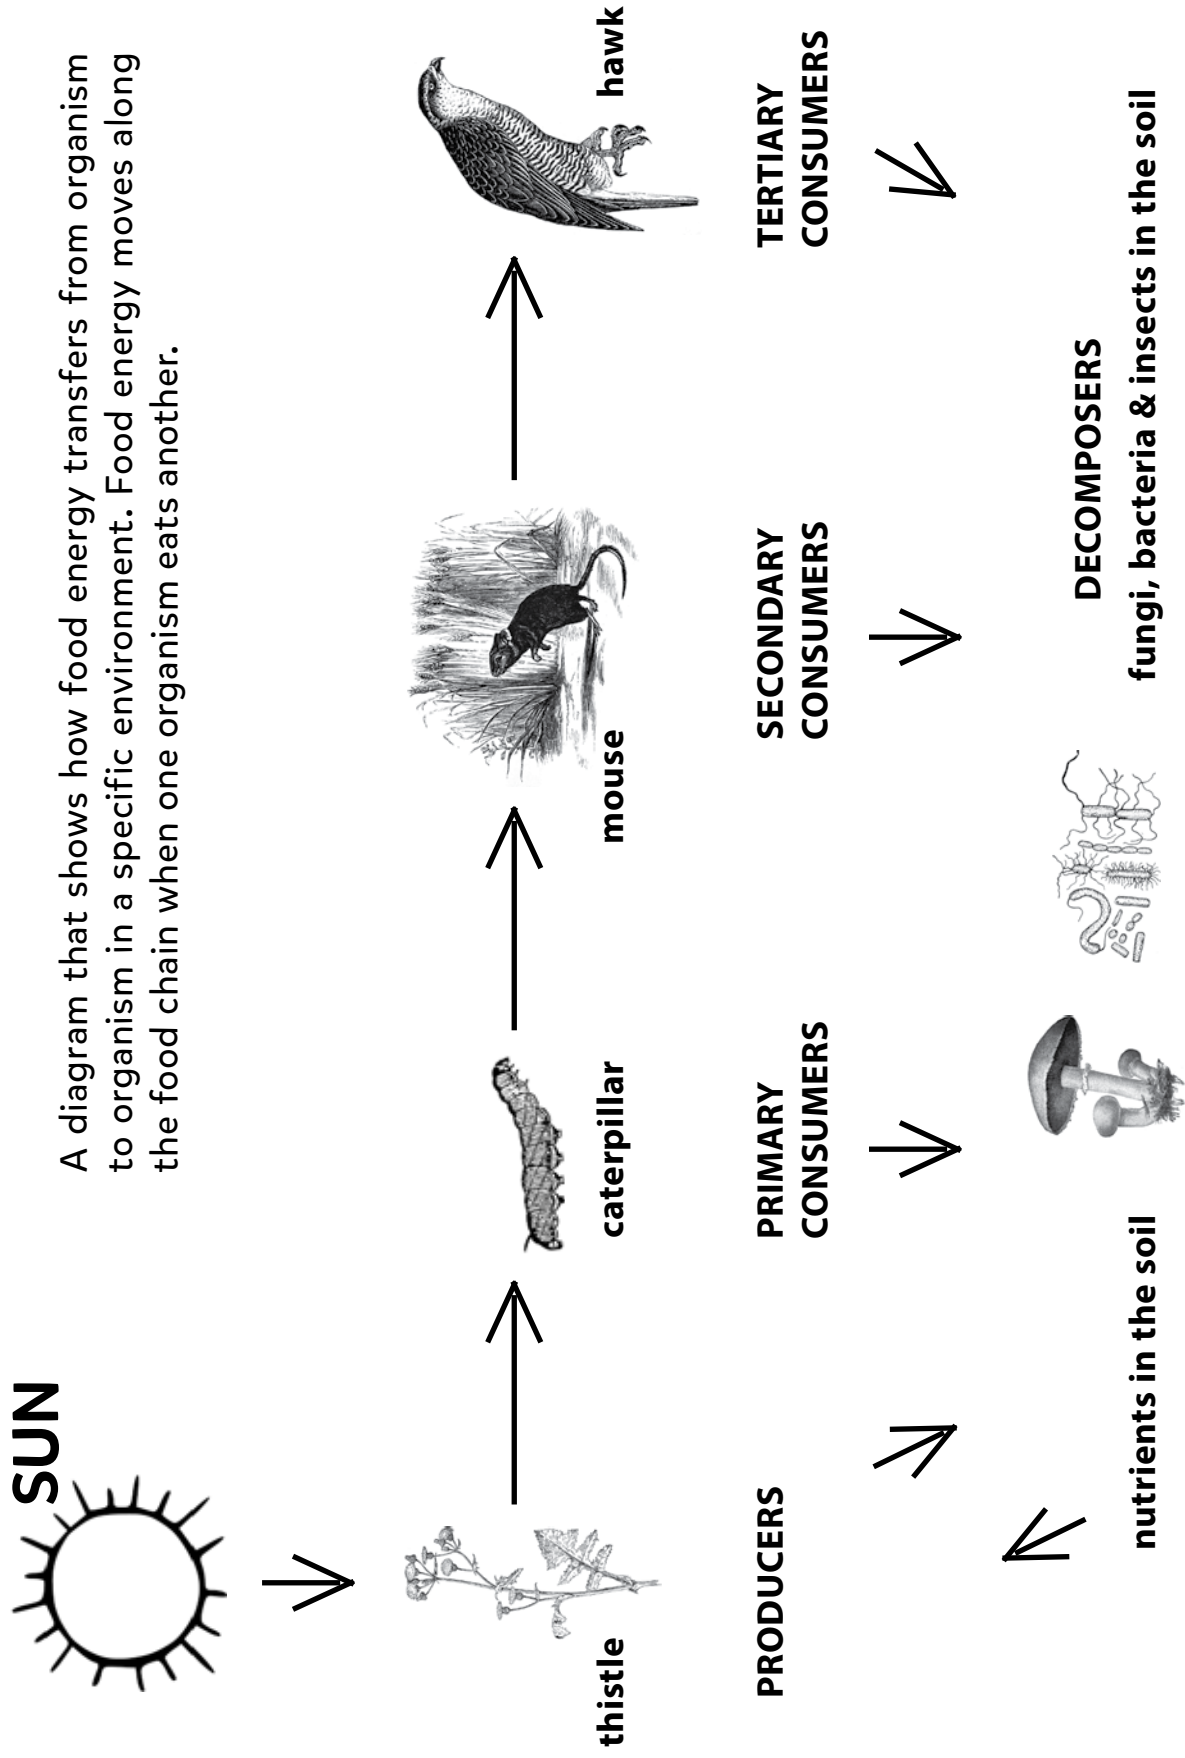 SUN
A diagram that shows how food energy transfers from organism
to organism in a specific environment. Food energy moves along
the food chain when one organism eats another.
thistle
caterpillar
mouse
hawk
PRODUCERS
PRIMARY
CONSUMERS
SECONDARY
CONSUMERS
TERTIARY
CONSUMERS
nutrients in the soil
DECOMPOSERS
fungi, bacteria & insects in the soil